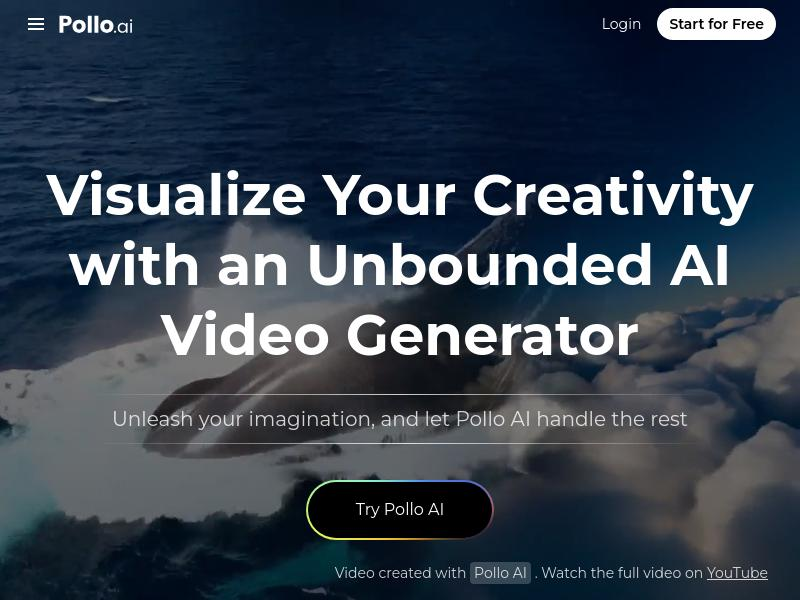 Pollo.ai
Login
Start for Free
Visualize Your Creativity
with an Unbounded AI
Video Generator
Unleash your imagination, and let Pollo AI handle the rest
Try Pollo AI
Video created with Pollo AI . Watch the full video on YouTube